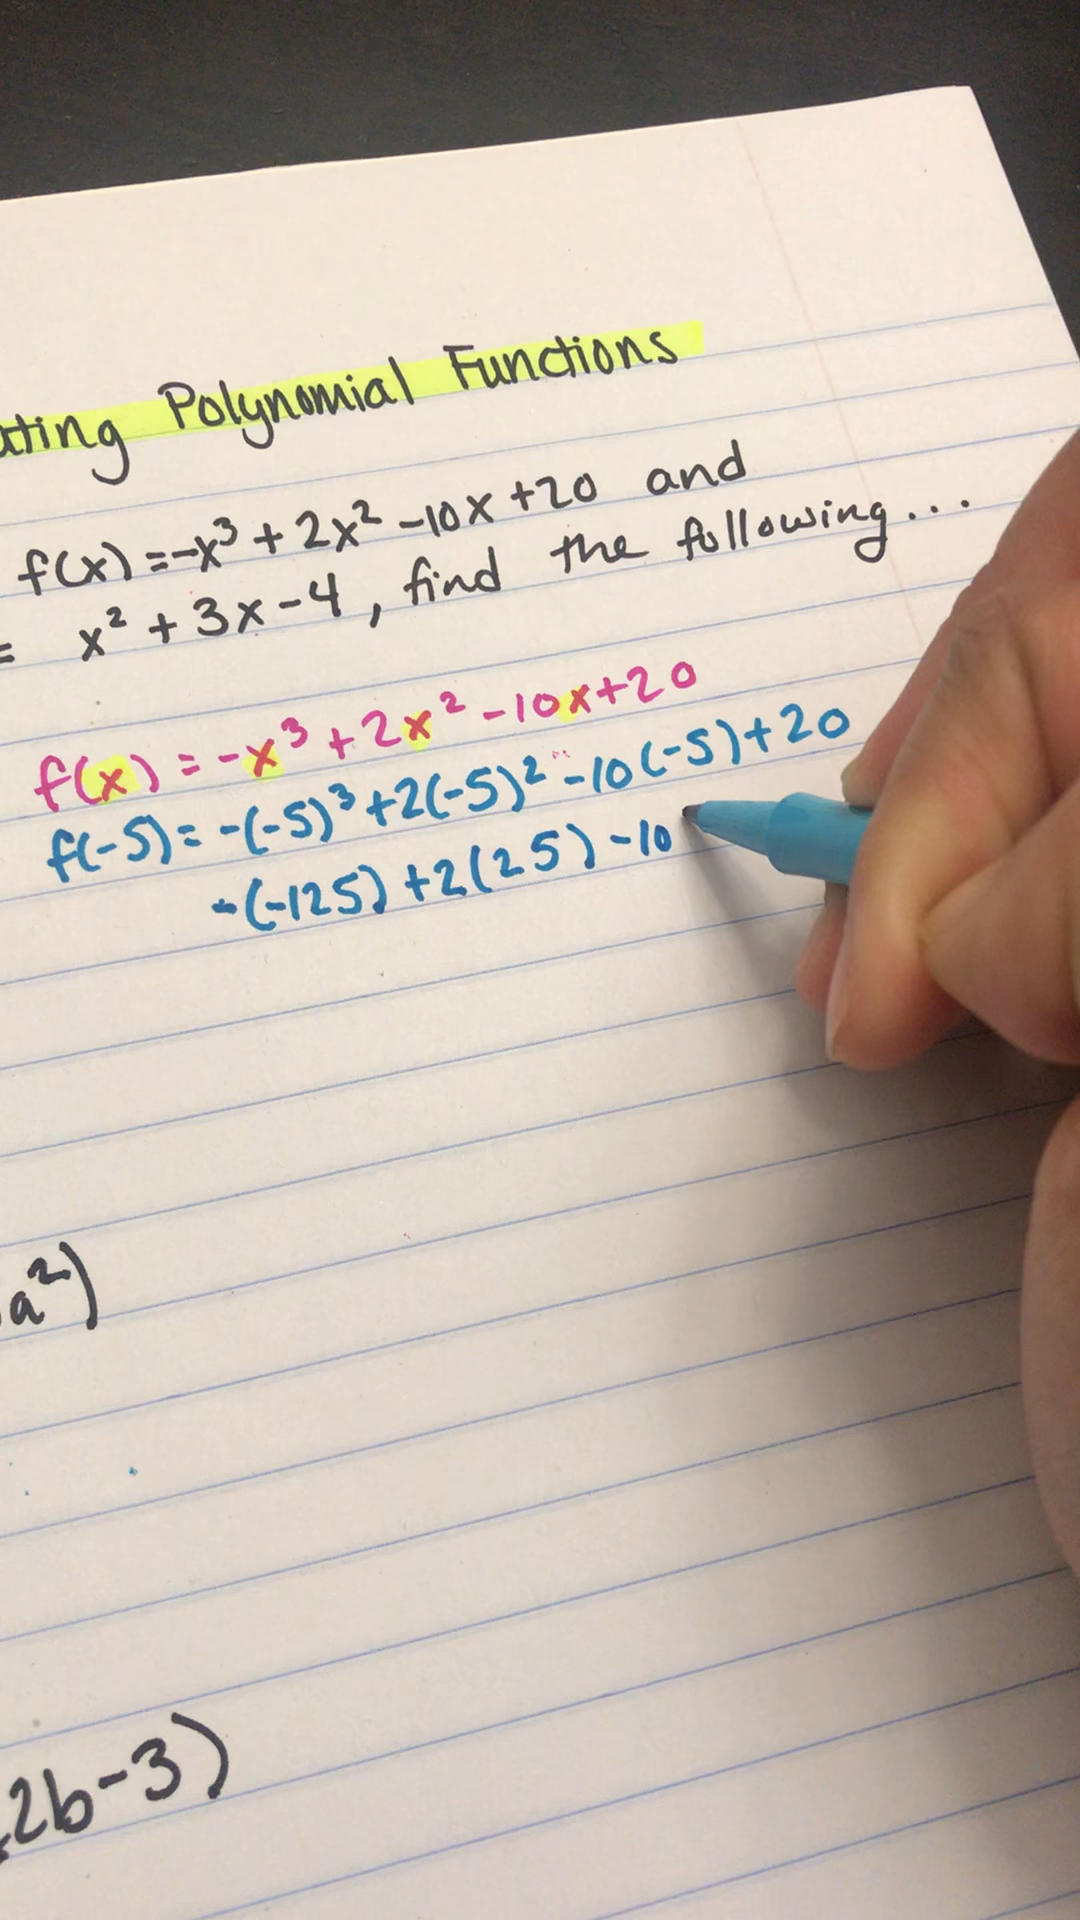 Polynomial Functions
f(x) = -x³ + 2x² - 10x + 20 and
= x² + 3x - 4, find the following...
f(x) = -x³ + 2x² - 10x + 20
f(-5) = -(-5)³ + 2(-5)² - 10(-5) + 20
-(-125) + 2(25) - 10
a²)
2b - 3)